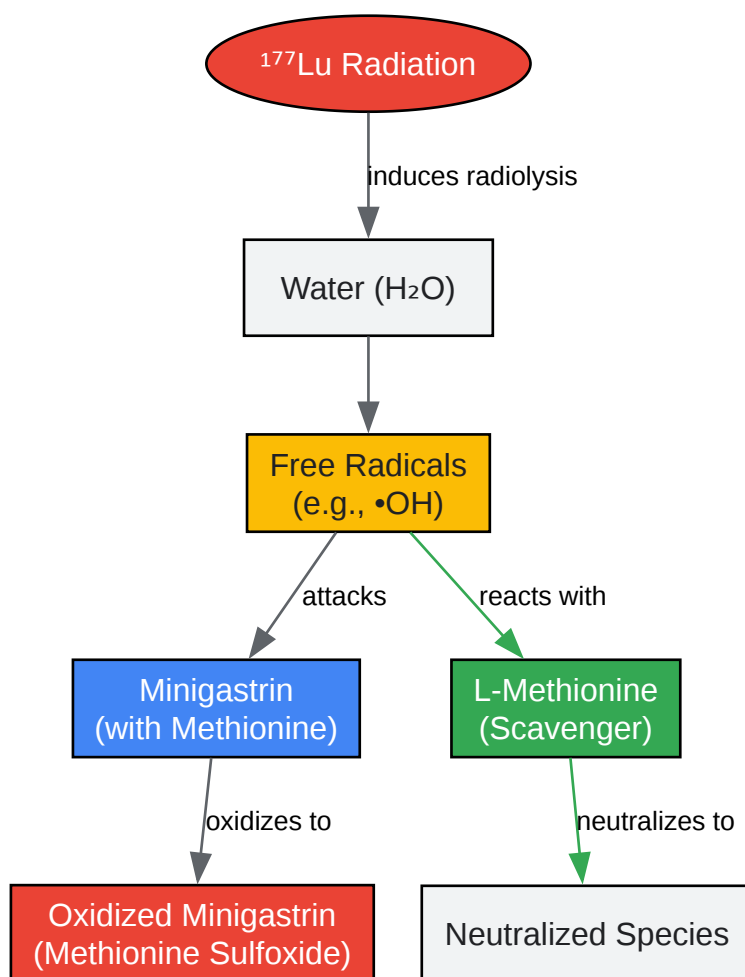 ¹⁷⁷Lu Radiation
induces radiolysis
Water (H₂O)
Free Radicals
(e.g., •OH)
attacks
reacts with
Minigastrin
(with Methionine)
L-Methionine
(Scavenger)
oxidizes to
neutralizes to
Oxidized Minigastrin
(Methionine Sulfoxide)
Neutralized Species